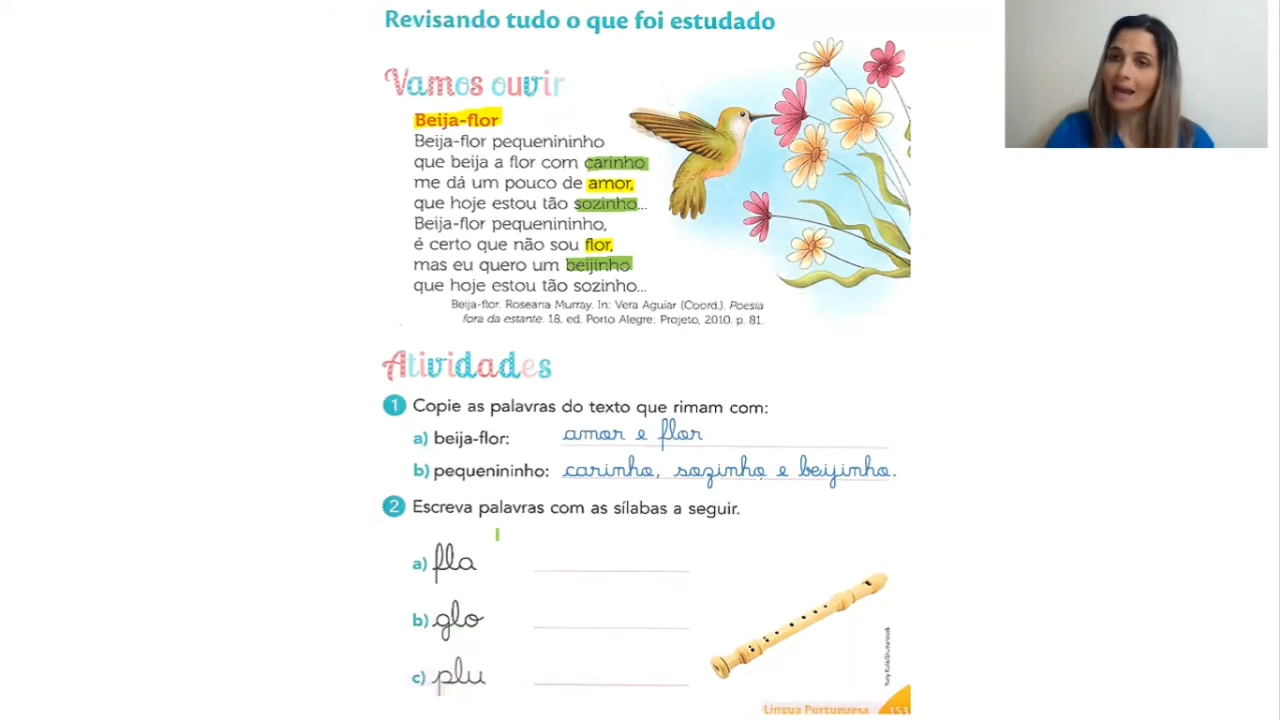 Revisando tudo o que foi estudado
Vamos ouvir
Beija-flor
Beija-flor pequenininho
que beija a flor com carinho
me dá um pouco de amor,
que hoje estou tão sozinho...
Beija-flor pequenininho,
é certo que não sou flor,
mas eu quero um beijinho
que hoje estou tão sozinho...
Beija-flor. Roseana Murray. In: Vera Aguiar (Coord.). Poesia
fora da estante. 18. ed. Porto Alegre: Projeto, 2010. p. 81.
Atividades
1 Copie as palavras do texto que rimam com:
a) beija-flor: amor e flor
b) pequenininho: carinho, sozinho e beijinho.
2 Escreva palavras com as sílabas a seguir.
a) fla
b) glo
c) plu
Língua Portuguesa 153